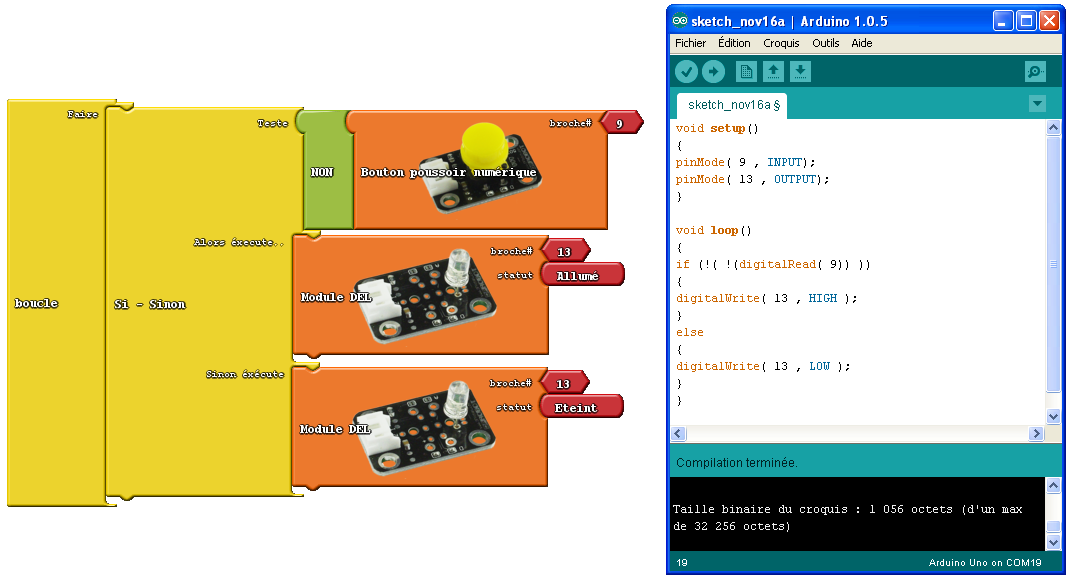 Faire
Teste
broche# 9
NON
Bouton poussoir numérique
Alors éxecute..
broche# 13
statut Allumé
Module DEL
boucle
Si - Sinon
Sinon éxécute
broche# 13
statut Eteint
Module DEL
sketch_nov16a | Arduino 1.0.5
Fichier Édition Croquis Outils Aide
sketch_nov16a §
void setup()
{
pinMode( 9 , INPUT);
pinMode( 13 , OUTPUT);
}
void loop()
{
if (!( !(digitalRead( 9)) ))
{
digitalWrite( 13 , HIGH );
}
else
{
digitalWrite( 13 , LOW );
}
}
Compilation terminée.
Taille binaire du croquis : 1 056 octets (d'un max
de 32 256 octets)
19 Arduino Uno on COM19